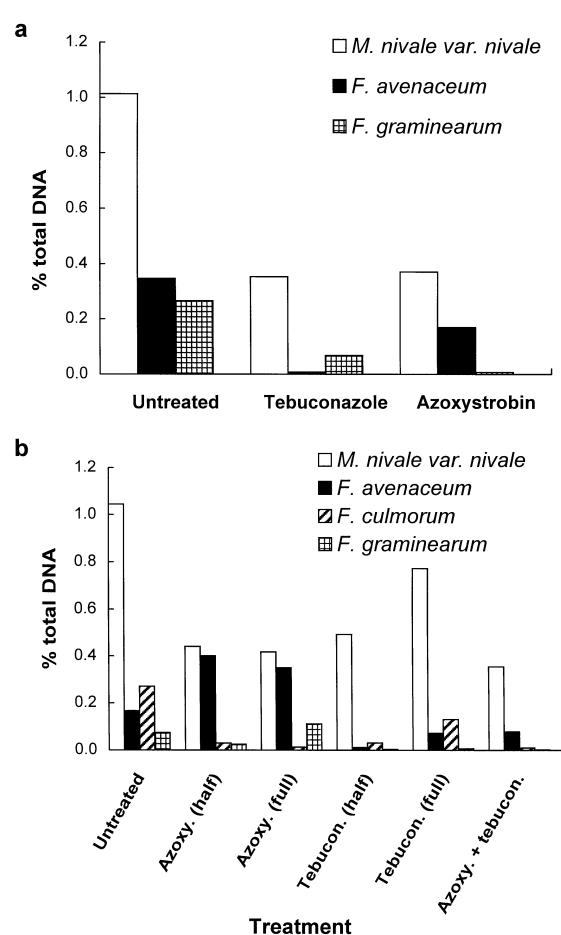 a
M. nivale var. nivale
F. avenaceum
F. graminearum
% total DNA
1.2
1.0
0.8
0.6
0.4
0.2
0.0
Untreated Tebuconazole Azoxystrobin
b
M. nivale var. nivale
F. avenaceum
F. culmorum
F. graminearum
% total DNA
1.2
1.0
0.8
0.6
0.4
0.2
0.0
Untreated
Azoxy. (half)
Azoxy. (full)
Tebucon. (half)
Tebucon. (full)
Azoxy. + tebucon.
Treatment